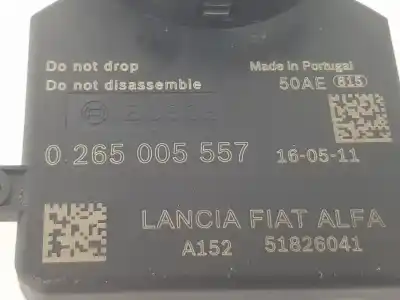 Do not drop
Made in Portugal
Do not disassemble
50AE 615
BOSCH
0 265 005 557
16-05-11
LANCIA FIAT ALFA
A152 51826041